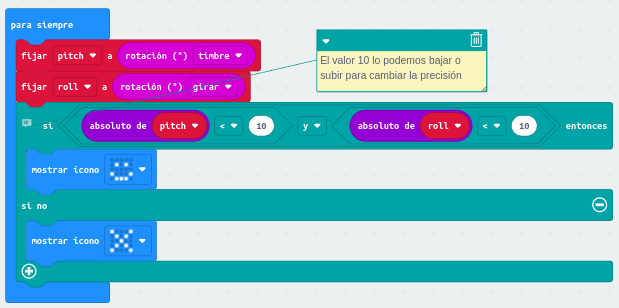 para siempre
fijar pitch a rotación (°) timbre
fijar roll a rotación (°) girar
El valor 10 lo podemos bajar o
subir para cambiar la precisión
si absoluto de pitch < 10 y absoluto de roll < 10 entonces
mostrar icono
si no
mostrar icono